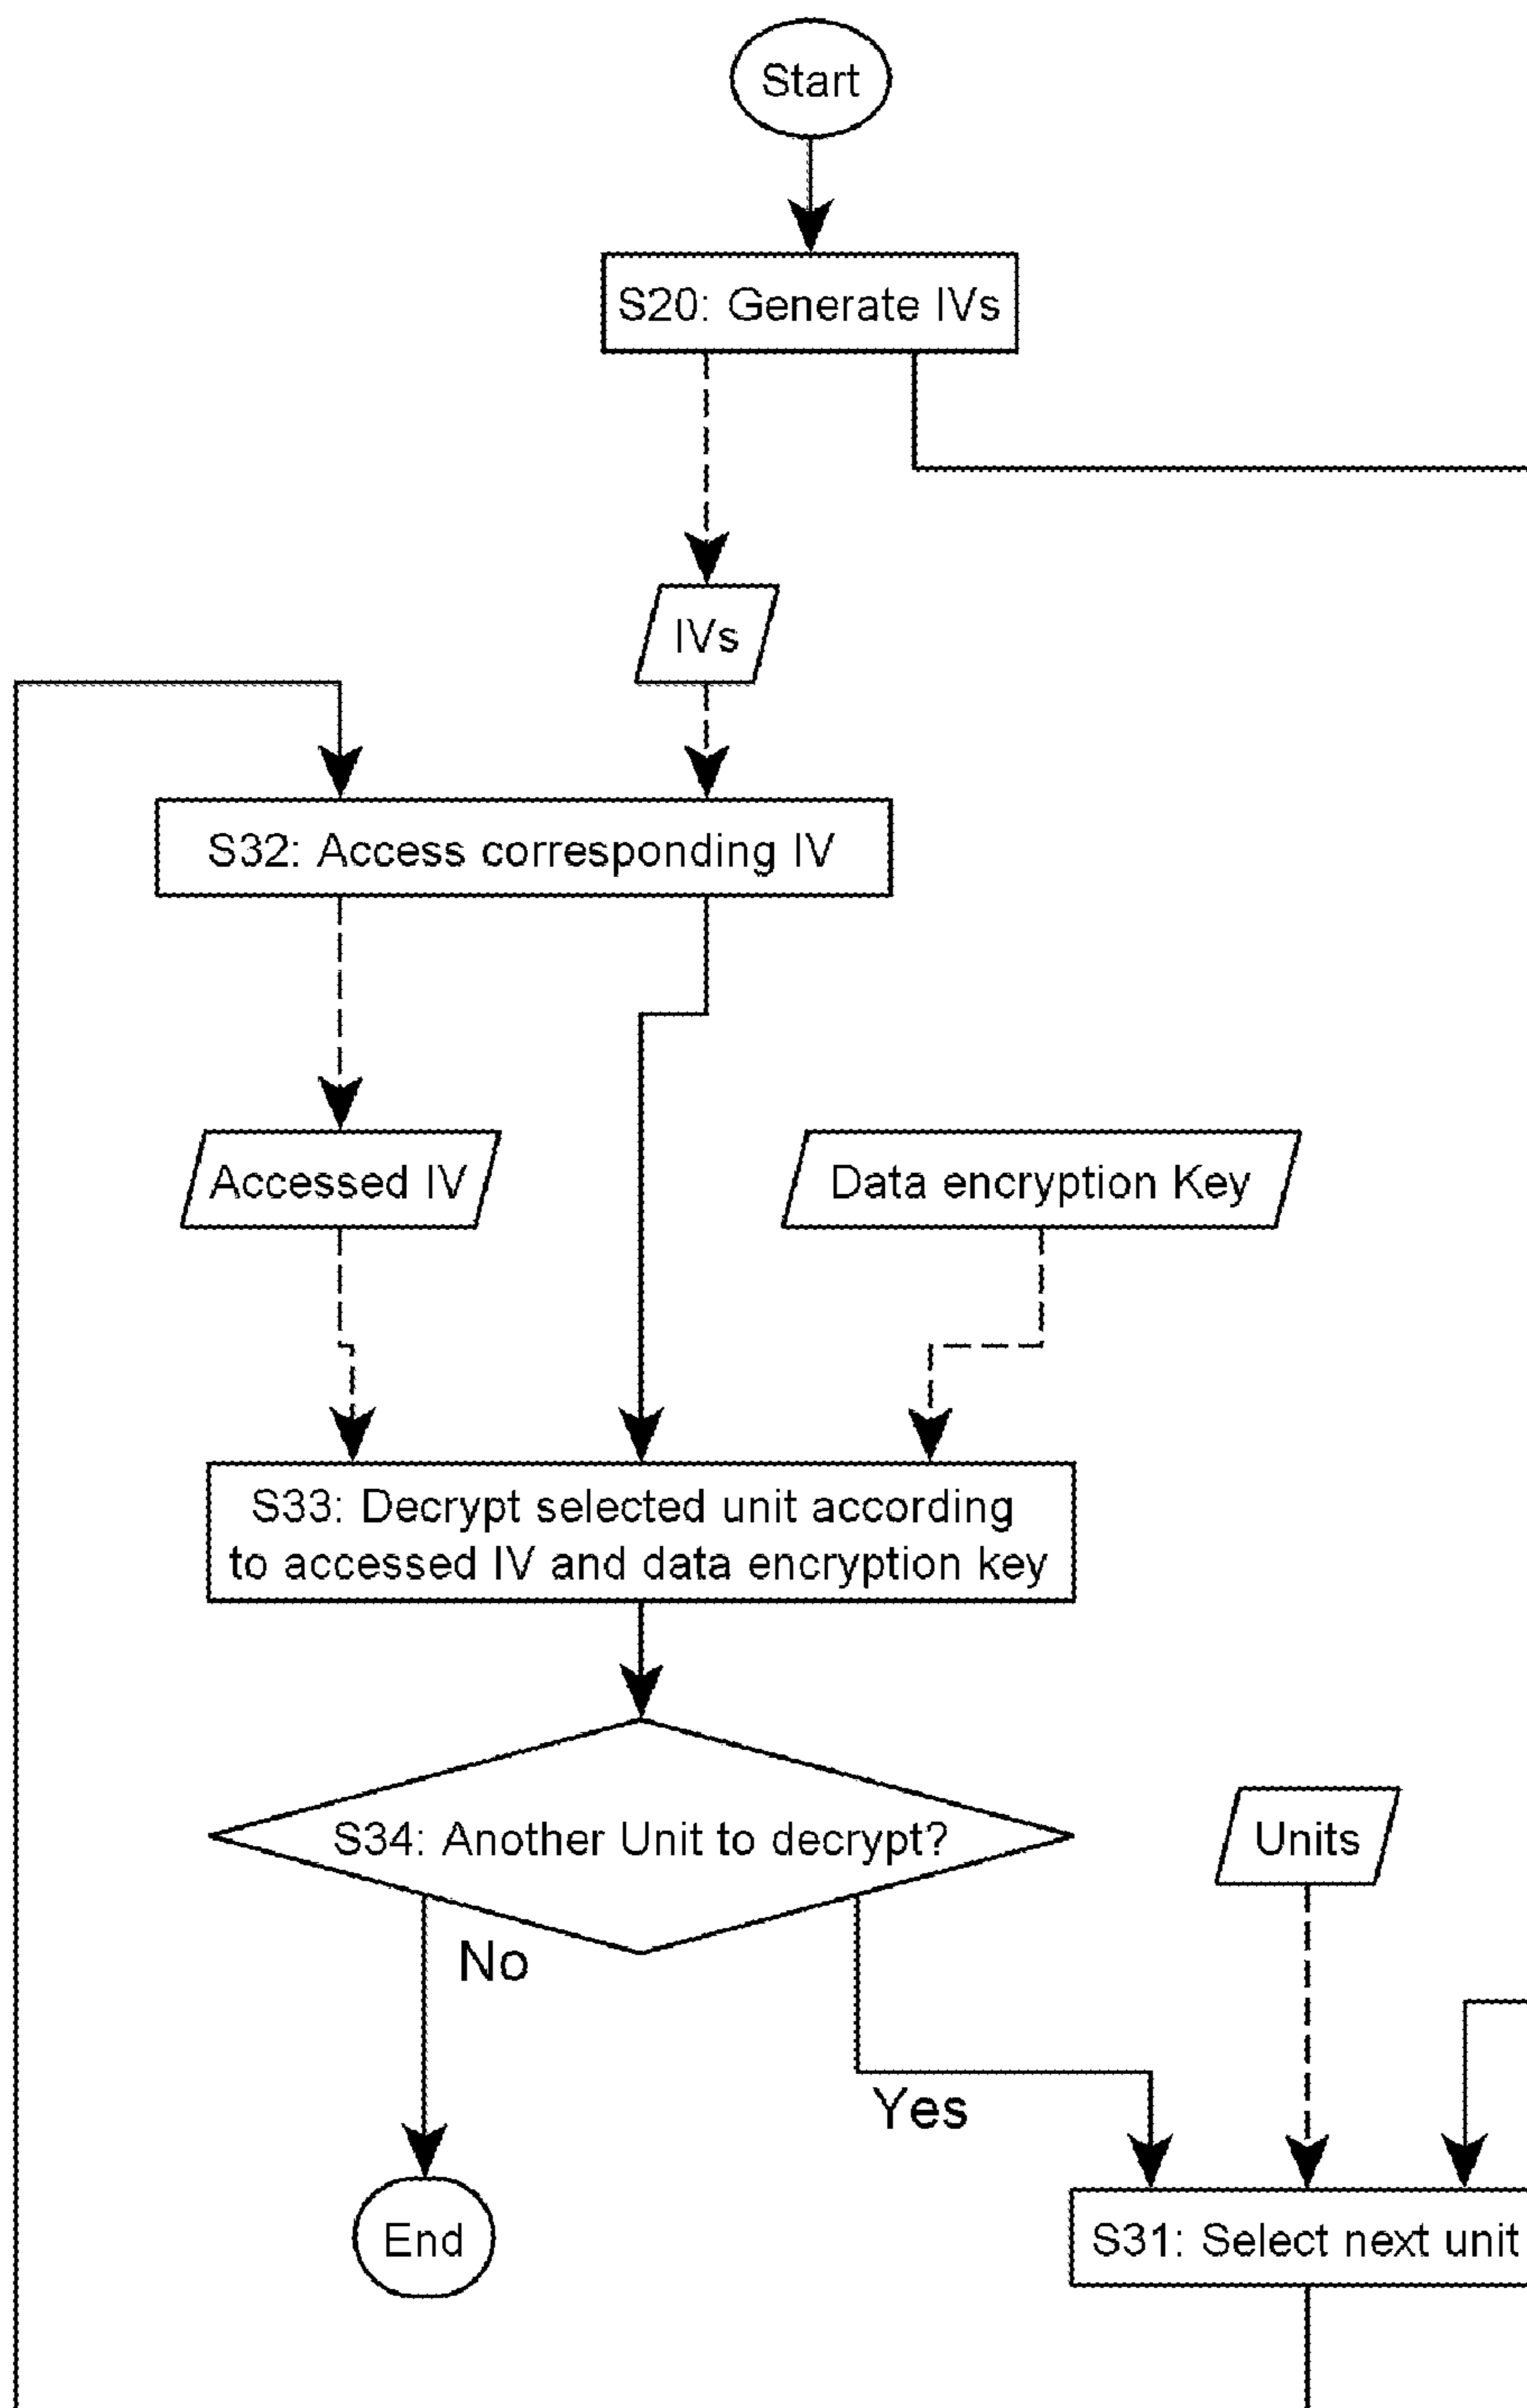 Start
S20: Generate IVs
IVs
S32: Access corresponding IV
Accessed IV
Data encryption Key
S33: Decrypt selected unit according
to accessed IV and data encryption key
S34: Another Unit to decrypt?
Units
No
Yes
End
S31: Select next unit